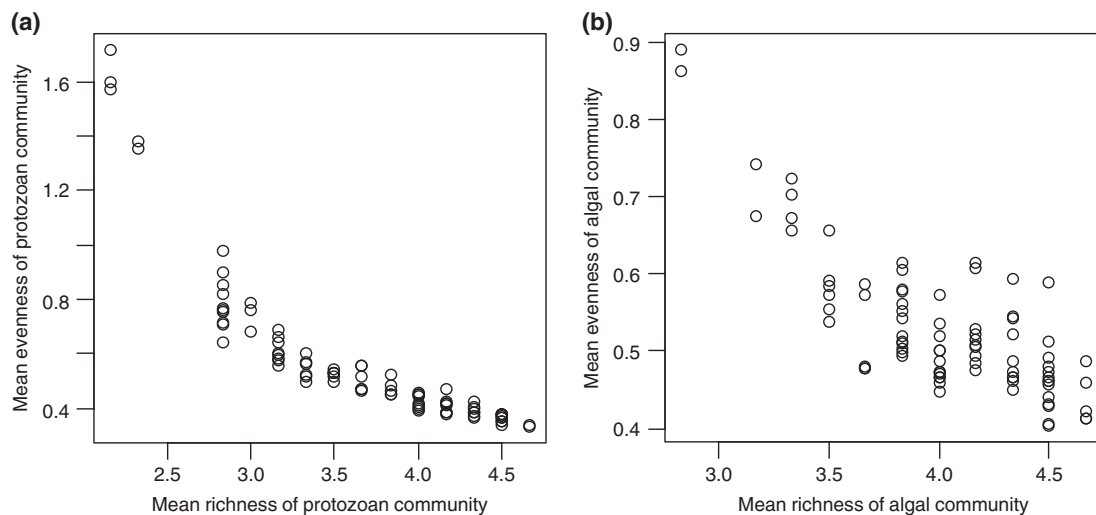 (a)
Mean evenness of protozoan community
1.6
1.2
0.8
0.4
2.5 3.0 3.5 4.0 4.5
Mean richness of protozoan community
(b)
Mean evenness of algal community
0.9
0.8
0.7
0.6
0.5
0.4
3.0 3.5 4.0 4.5
Mean richness of algal community